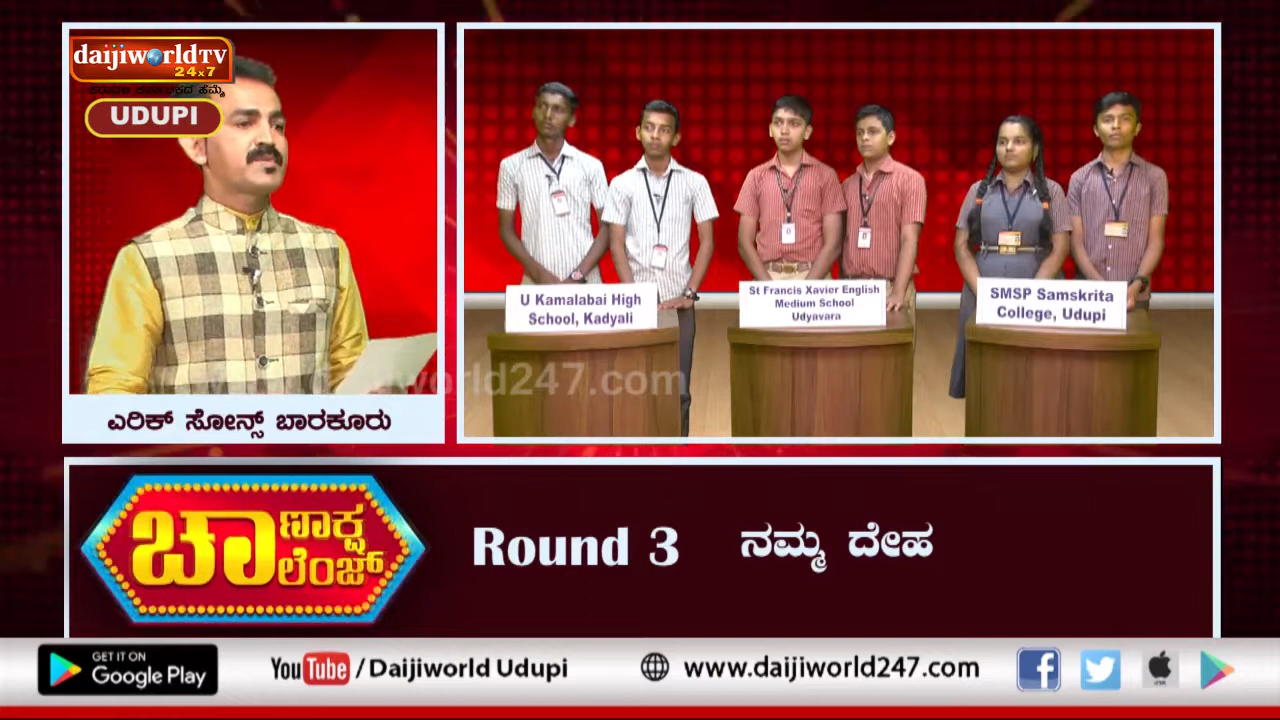 daijiworldTV
24x7
UDUPI
U Kamalabai High
School, Kadyali
St Francis Xavier English
Medium School
Udyavara
SMSP Samskrita
College, Udupi
ಎರಿಕ್ ಸೋನ್ಸ್ ಬಾರಕೂರು
ಚಾಣಾಕ್ಷ
ಚಾಲೆಂಜ್
Round 3 ನಮ್ಮ ದೇಹ
GET IT ON
Google Play
YouTube / Daijiworld Udupi
www.daijiworld247.com